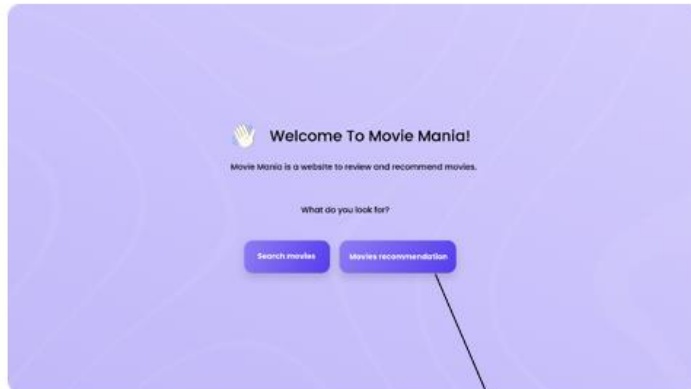 Welcome To Movie Mania!
Movie Mania is a website to review and recommend movies.
What do you look for?
Search movies
Movies recommendation